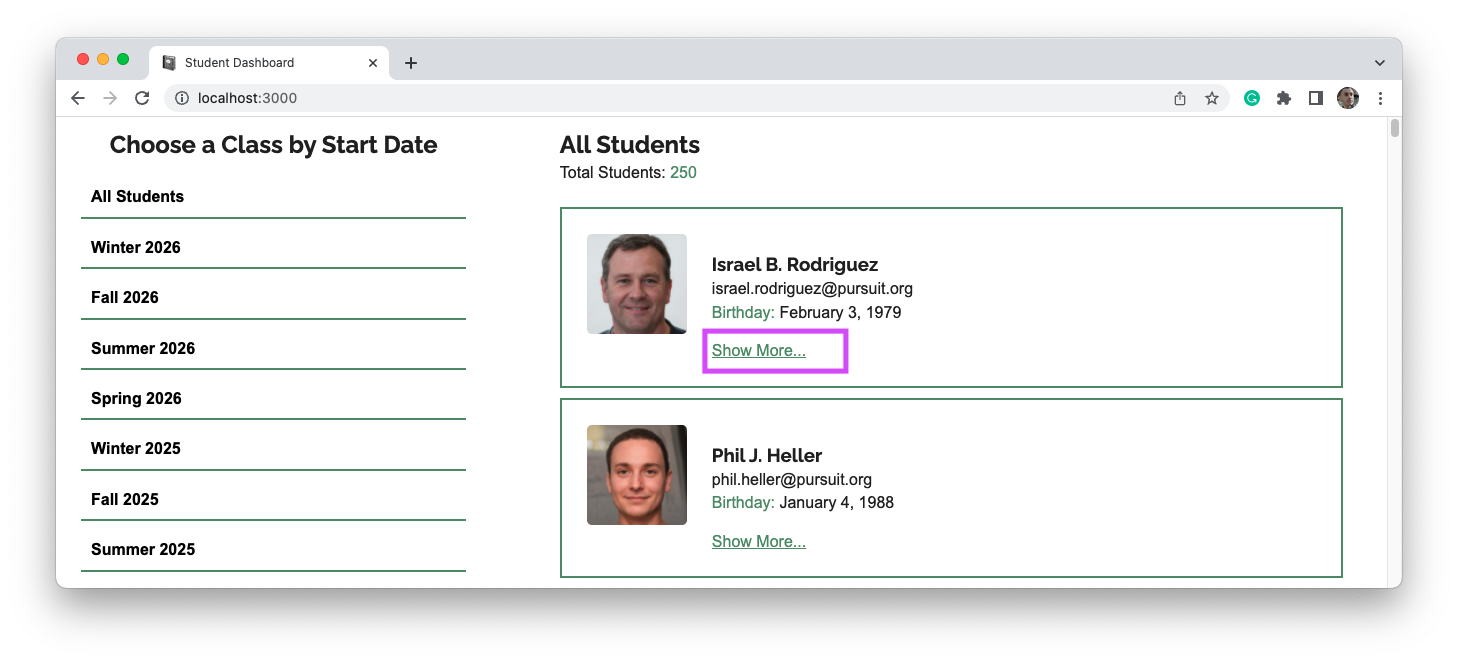 Student Dashboard
localhost:3000
Choose a Class by Start Date
All Students
Winter 2026
Fall 2026
Summer 2026
Spring 2026
Winter 2025
Fall 2025
Summer 2025
All Students
Total Students: 250
Israel B. Rodriguez
israel.rodriguez@pursuit.org
Birthday: February 3, 1979
Show More...
Phil J. Heller
phil.heller@pursuit.org
Birthday: January 4, 1988
Show More...